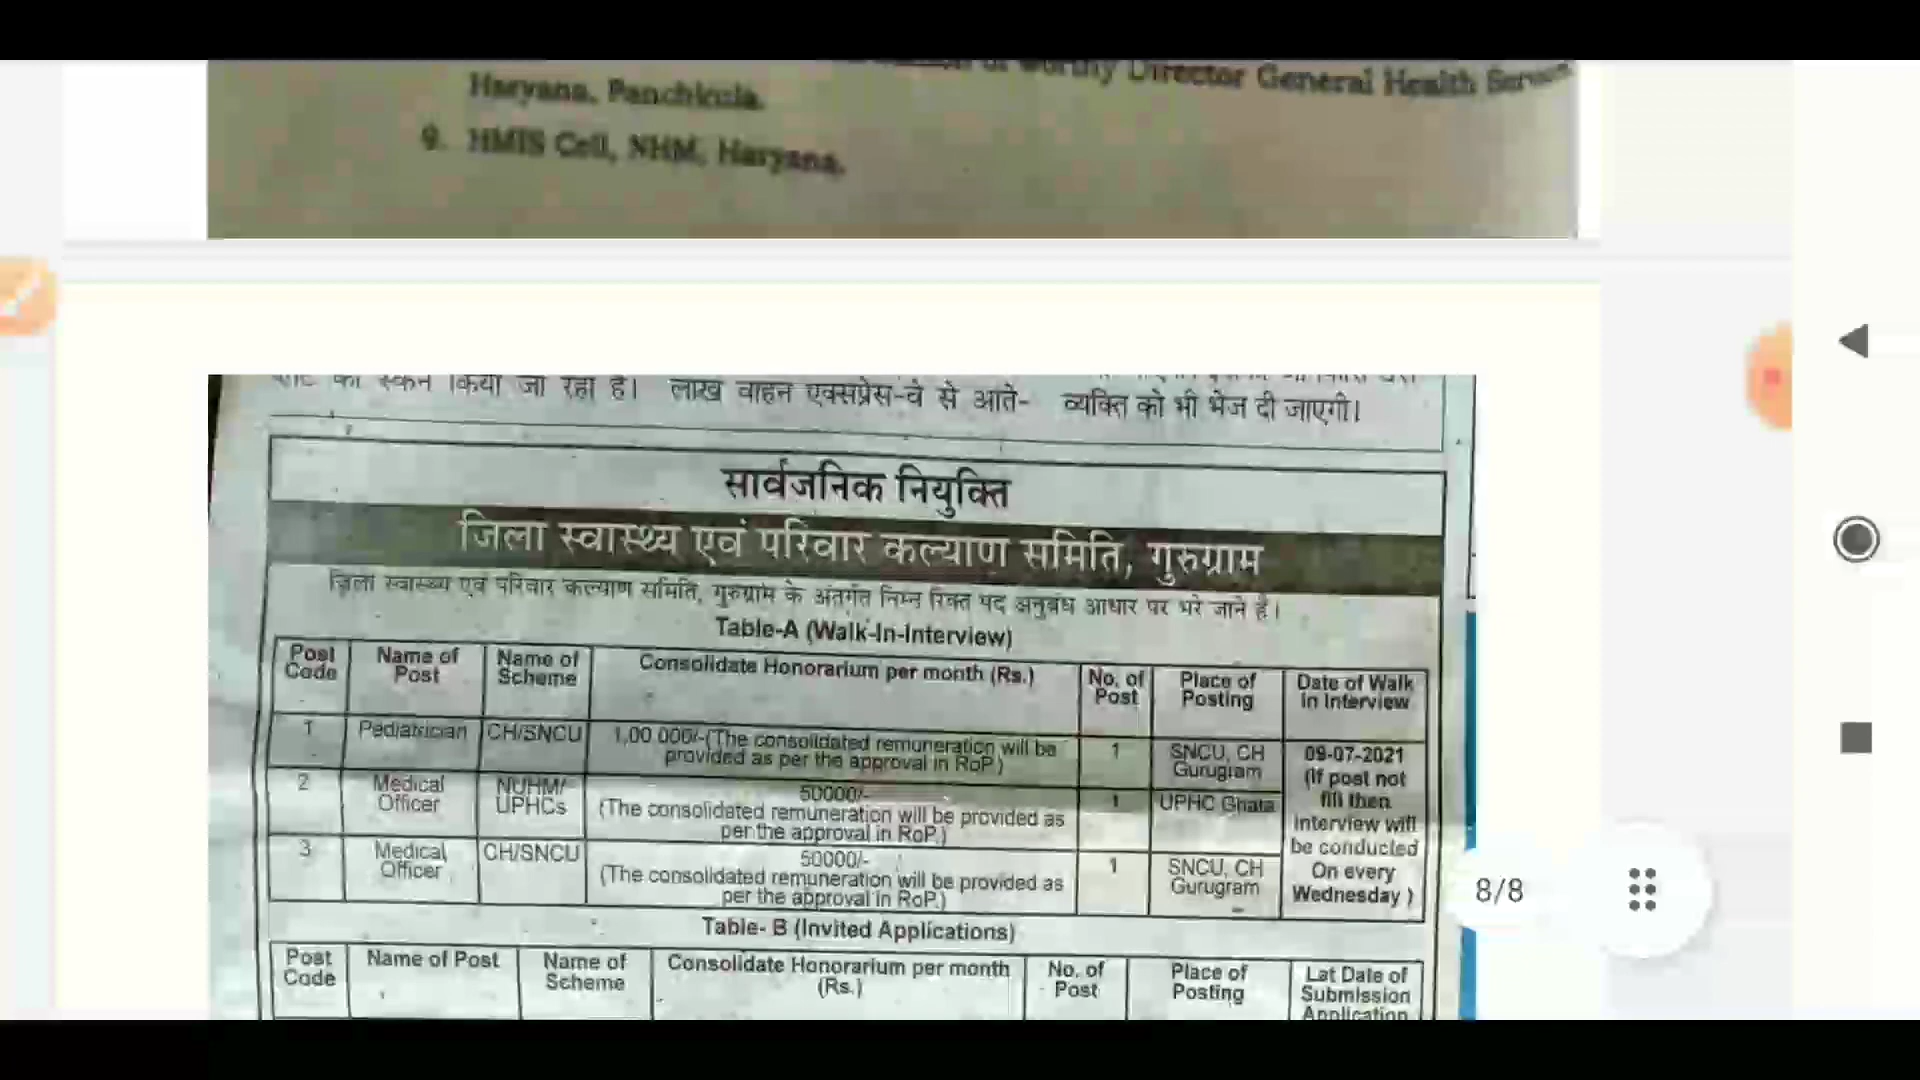 Worthy Director General Health
Haryana, Panchkula.
9. HMIS Cell, NHM, Haryana.
को स्कैन किया जा रहा है। लाख वाहन एक्सप्रेस-वे से आते- व्यक्ति को भी भेज दी जाएगी।
सार्वजनिक नियुक्ति
जिला स्वास्थ्य एवं परिवार कल्याण समिति, गुरुग्राम
जिला स्वास्थ्य एवं परिवार कल्याण समिति, गुरुग्राम के अंतर्गत निम्न रिक्त पद अनुबंध आधार पर भरे जाने है।
Table-A (Walk-In-Interview)
Post Code | Name of Post | Name of Scheme | Consolidate Honorarium per month (Rs.) | No. of Post | Place of Posting | Date of Walk in Interview
1 Pediatrician CH/SNCU 1,00.000/-(The consolidated remuneration will be provided as per the approval in RoP.) 1 SNCU, CH Gurugram
2 Medical Officer NUHM/ UPHCs 50000/- (The consolidated remuneration will be provided as per the approval in RoP.) 1 UPHC Ghata
3 Medical Officer CH/SNCU 50000/- (The consolidated remuneration will be provided as per the approval in RoP.) 1 SNCU, CH Gurugram
09-07-2021
(If post not
fill then
interview will
be conducted
On every
Wednesday )
8/8
Table- B (Invited Applications)
Post Code | Name of Post | Name of Scheme | Consolidate Honorarium per month (Rs.) | No. of Post | Place of Posting | Lat Date of Submission Application